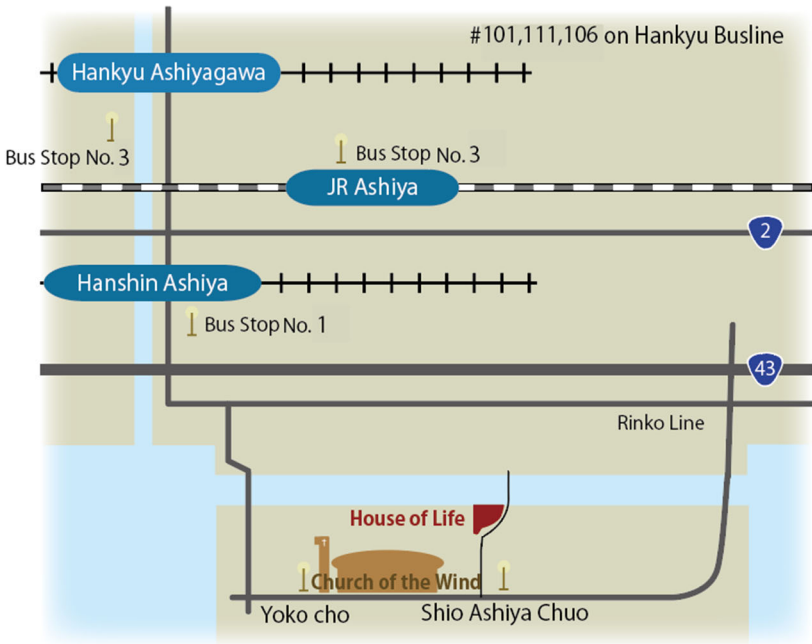 #101,111,106 on Hankyu Busline
Hankyu Ashiyagawa
Bus Stop No. 3
Bus Stop No. 3
JR Ashiya
2
Hanshin Ashiya
Bus Stop No. 1
43
Rinko Line
House of Life
Church of the Wind
Yoko cho
Shio Ashiya Chuo